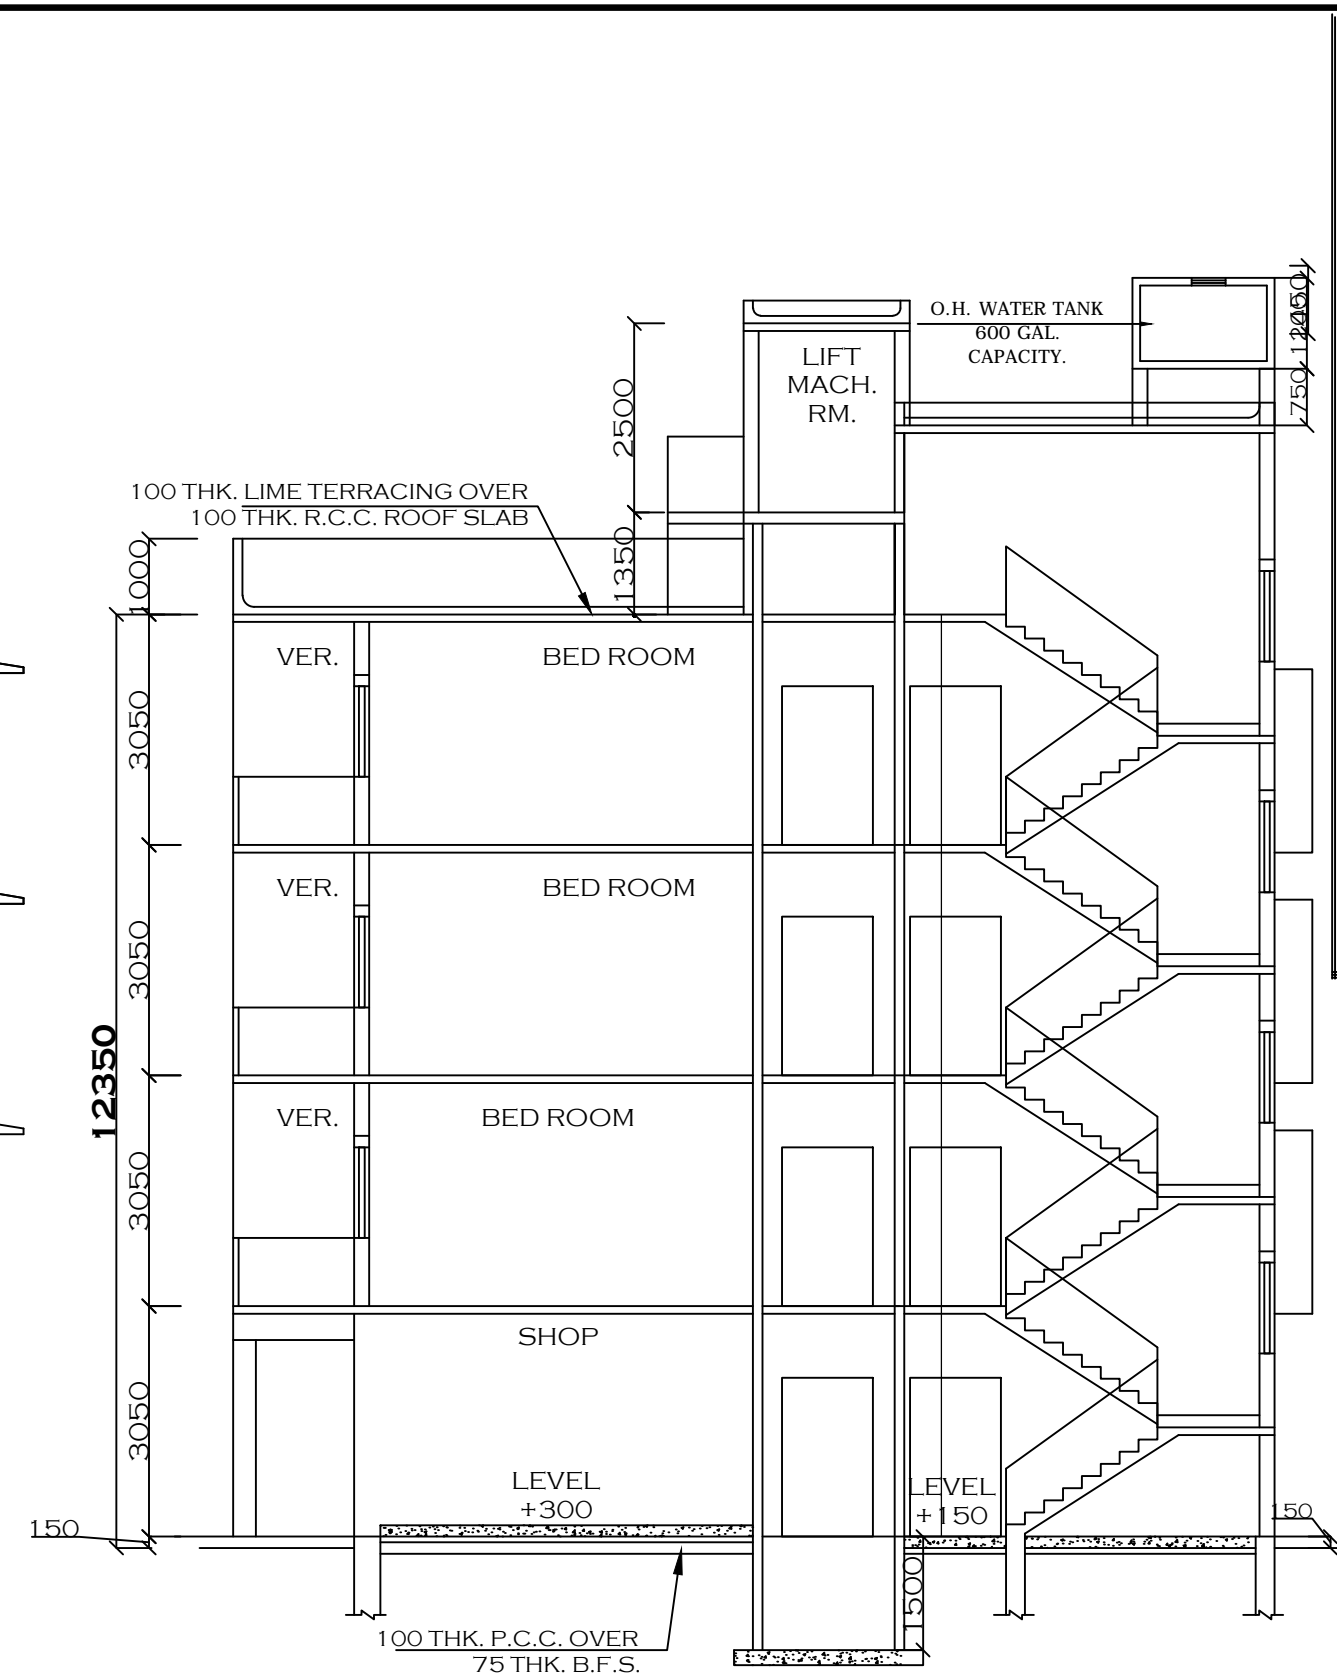 O.H. WATER TANK
600 GAL.
CAPACITY.
1200
450
750
LIFT
MACH.
RM.
2500
1350
100 THK. LIME TERRACING OVER
100 THK. R.C.C. ROOF SLAB
1000
VER.
BED ROOM
3050
VER.
BED ROOM
3050
12350
VER.
BED ROOM
3050
SHOP
3050
LEVEL
+300
LEVEL
+150
150
150
1500
100 THK. P.C.C. OVER
75 THK. B.F.S.